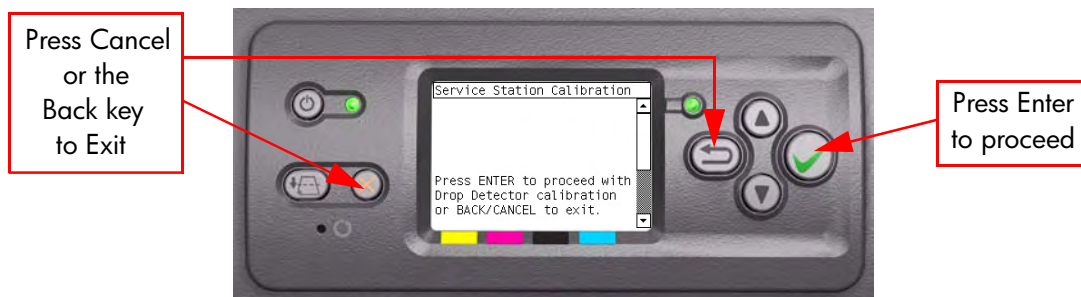 Press Cancel
or the
Back key
to Exit
Service Station Calibration
Press ENTER to proceed with
Drop Detector calibration
or BACK/CANCEL to exit.
Press Enter
to proceed